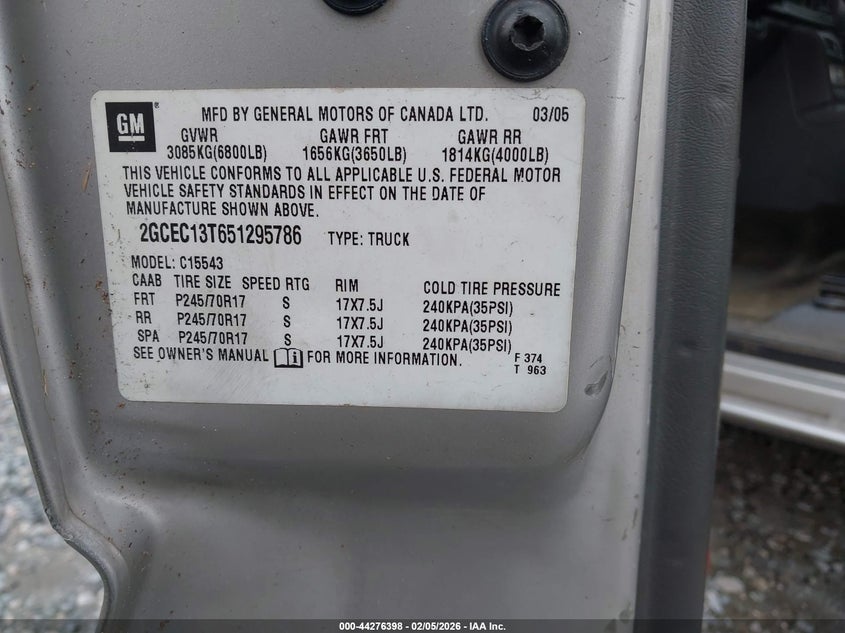 GM® MFD BY GENERAL MOTORS OF CANADA LTD. 03/05
GVWR GAWR FRT GAWR RR
3085KG(6800LB) 1656KG(3650LB) 1814KG(4000LB)
THIS VEHICLE CONFORMS TO ALL APPLICABLE U.S. FEDERAL MOTOR
VEHICLE SAFETY STANDARDS IN EFFECT ON THE DATE OF
MANUFACTURE SHOWN ABOVE.
2GCEC13T651295786 TYPE: TRUCK
MODEL: C15543
CAAB TIRE SIZE SPEED RTG RIM COLD TIRE PRESSURE
FRT P245/70R17 S 17X7.5J 240KPA(35PSI)
RR P245/70R17 S 17X7.5J 240KPA(35PSI)
SPA P245/70R17 S 17X7.5J 240KPA(35PSI)
SEE OWNER'S MANUAL FOR MORE INFORMATION. F 374
T 963
000-44276398 - 02/05/2026 - IAA Inc.